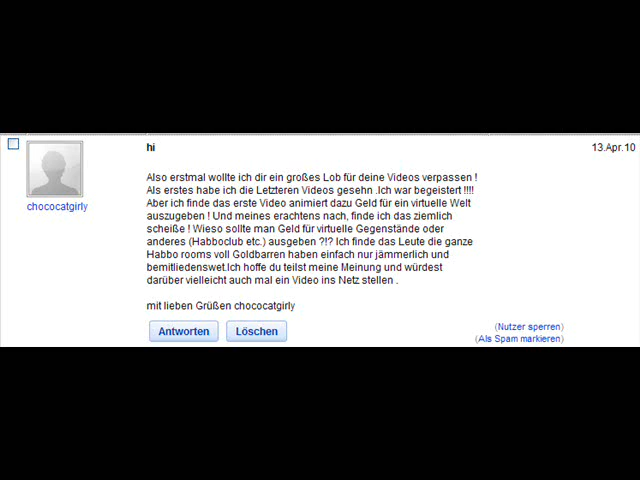 hi
13.Apr.10
chococatgirly
Also erstmal wollte ich dir ein großes Lob für deine Videos verpassen !
Als erstes habe ich die Letzteren Videos gesehn .Ich war begeistert !!!!
Aber ich finde das erste Video animiert dazu Geld für ein virtuelle Welt
auszugeben ! Und meines erachtens nach, finde ich das ziemlich
scheiße ! Wieso sollte man Geld für virtuelle Gegenstände oder
anderes (Habboclub etc.) ausgeben ?!? Ich finde das Leute die ganze
Habbo rooms voll Goldbarren haben einfach nur jämmerlich und
bemitliedenswet.Ich hoffe du teilst meine Meinung und würdest
darüber vielleicht auch mal ein Video ins Netz stellen .
mit lieben Grüßen chococatgirly
Antworten
Löschen
(Nutzer sperren)
(Als Spam markieren)